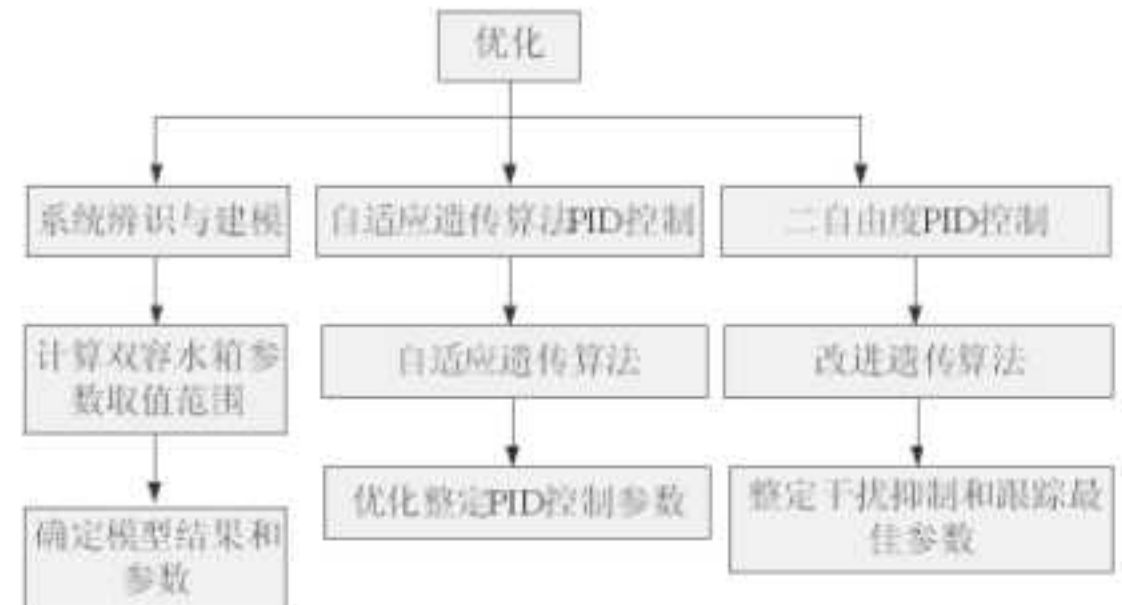 优化
系统辨识与建模
自适应遗传算法PID控制
二自由度PID控制
计算双容水箱参
数取值范围
自适应遗传算法
改进遗传算法
优化整定PID控制参数
整定干扰抑制和跟踪最
佳参数
确定模型结果和
参数